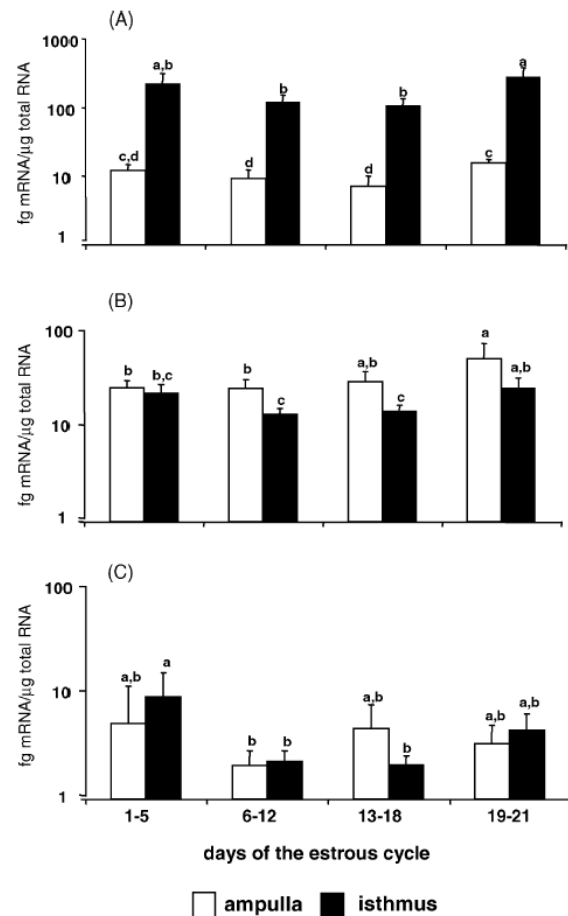 (A)
1000
100
10
1
fg mRNA/µg total RNA
a,b
b
b
a
c,d
d
d
c
(B)
100
10
1
fg mRNA/µg total RNA
b
b,c
b
c
a,b
c
a
a,b
(C)
100
10
1
fg mRNA/µg total RNA
a,b
a
b
b
a,b
b
a,b
a,b
1-5 6-12 13-18 19-21
days of the estrous cycle
ampulla isthmus